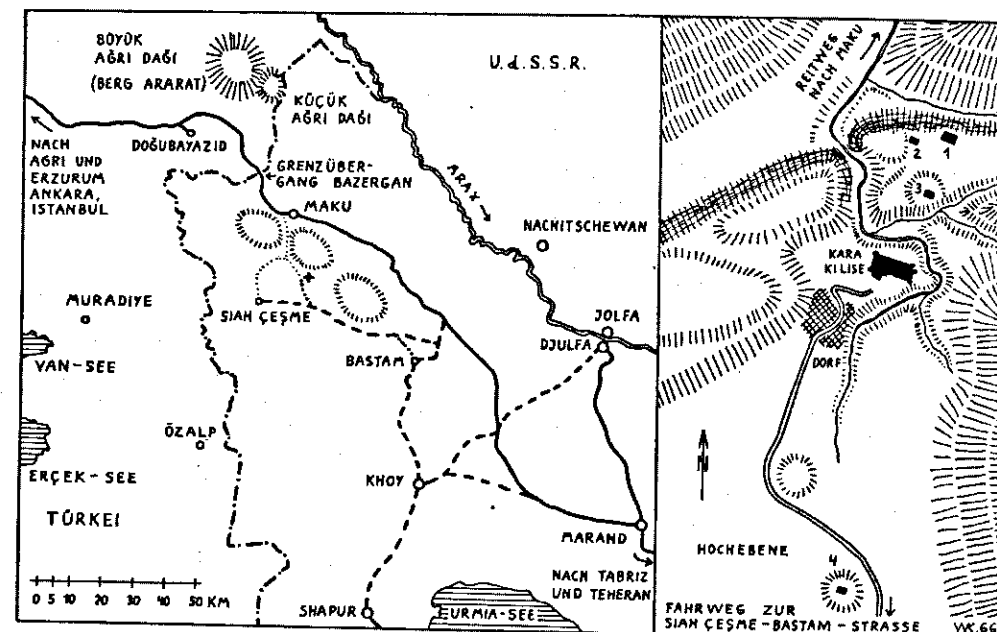 BÖYÜK
AĞRI DAĞI
(BERG ARARAT)
U.d.S.S.R.
KÜÇÜK
AĞRI DAĞI
NACH
AĞRI UND
ERZURUM
ANKARA,
ISTANBUL
DOĞUBAYAZID
GRENZÜBER-
GANG BAZERGAN
MAKU
ARAX
NACHITSCHEWAN
MURADIYE
SIAH ÇEŞME
JOLFA
DJULFA
VAN-SEE
BASTAM
ÖZALP
ERÇEK-SEE
KHOY
TÜRKEI
MARAND
NACH TABRIZ
UND TEHERAN
0 5 10 20 30 40 50 KM
SHAPUR
URMIA-SEE
REITWEG
NACH MAKU
2 1
3
KARA
KILISE
DORF
N
HOCHEBENE
4
FAHRWEG ZUR
SIAH ÇEŞME-BASTAM-STRASSE
WK.66